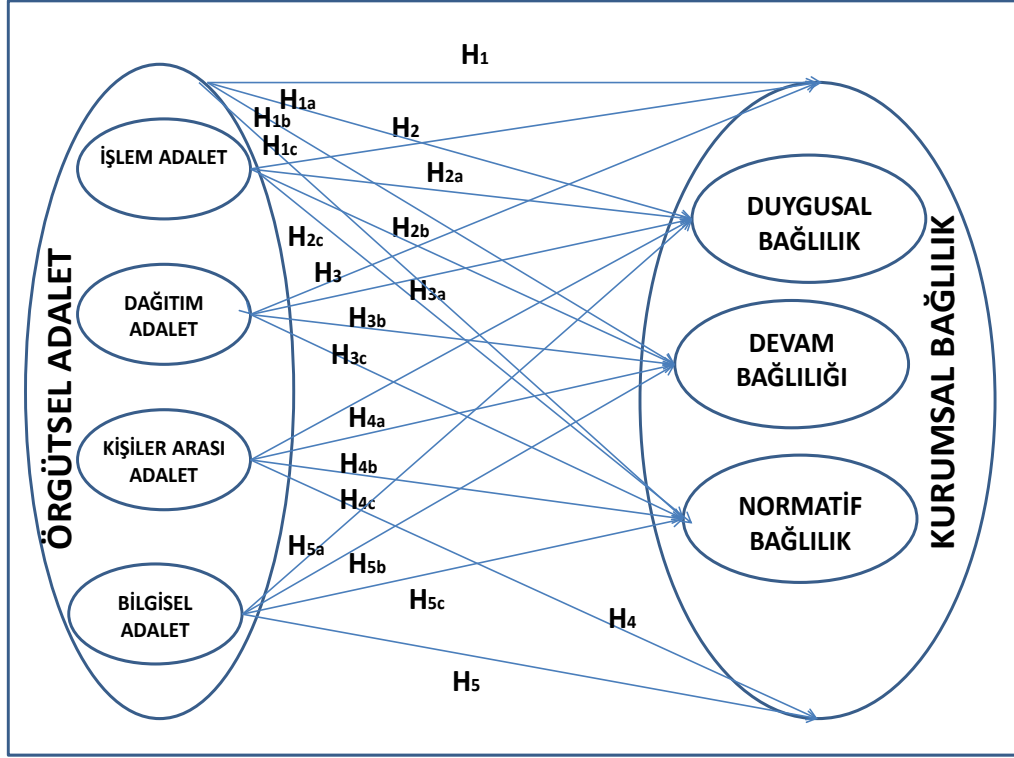 H1
H1a
H1b
H1c
H2
H2a
H2b
H2c
H3
H3a
H3b
H3c
H4a
H4b
H4c
H4
H5a
H5b
H5c
H5
ÖRGÜTSEL ADALET
İŞLEM ADALET
DAĞITIM
ADALET
KİŞİLER ARASI
ADALET
BİLGİSEL
ADALET
DUYGUSAL
BAĞLILIK
DEVAM
BAĞLILIĞI
NORMATİF
BAĞLILIK
KURUMSAL BAĞLILIK